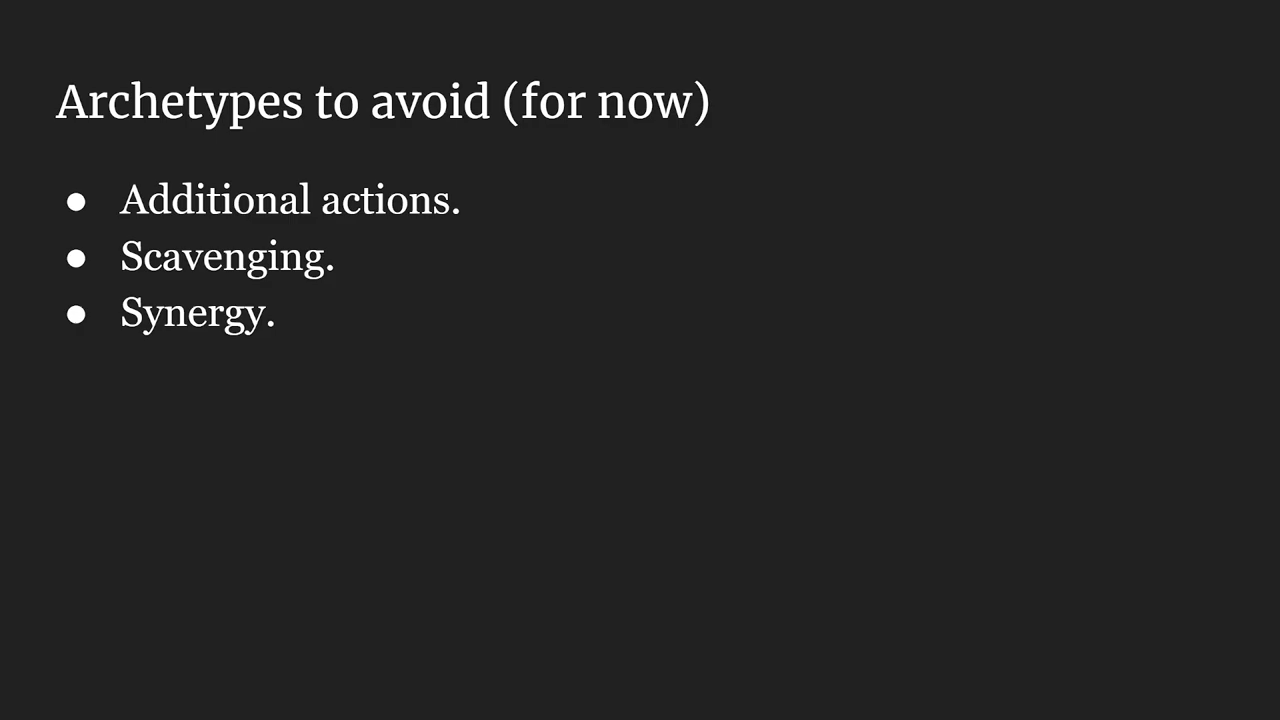 Archetypes to avoid (for now)
● Additional actions.
● Scavenging.
● Synergy.